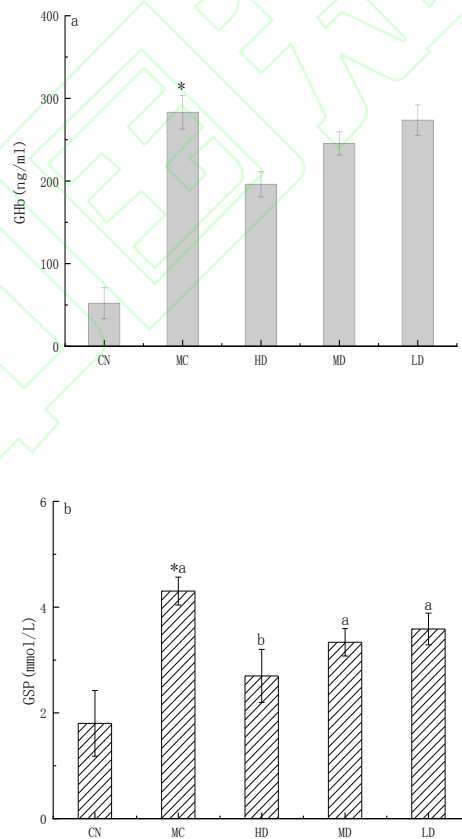 400
a
*
300
GHb(ng/ml)
200
100
0
CN MC HD MD LD
6
b
*a
a
a
b
4
GSP(mmol/L)
2
0
CN MC HD MD LD